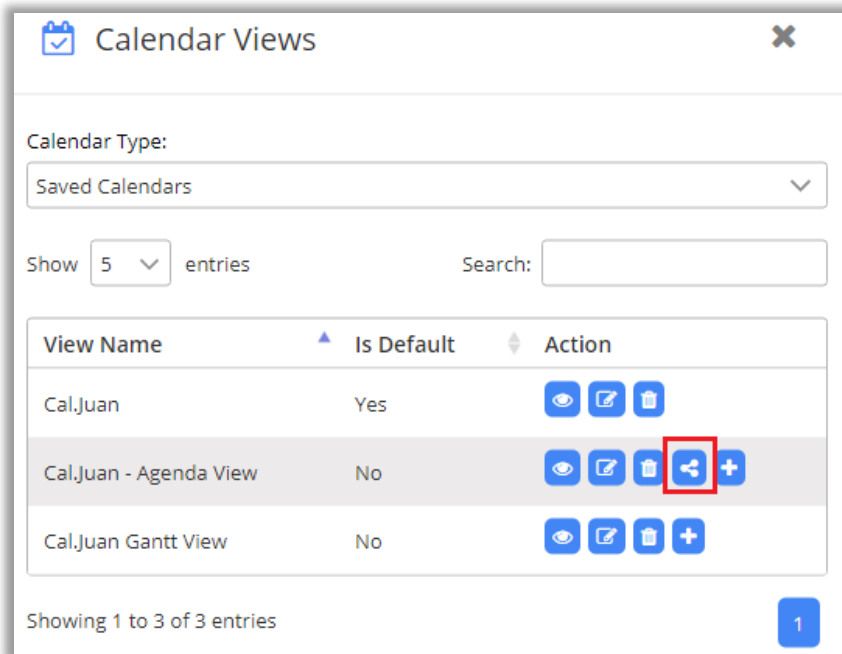 Calendar Views
Calendar Type:
Saved Calendars
Show 5 entries Search:
View Name Is Default Action
Cal.Juan Yes
Cal.Juan - Agenda View No
Cal.Juan Gantt View No
Showing 1 to 3 of 3 entries 1